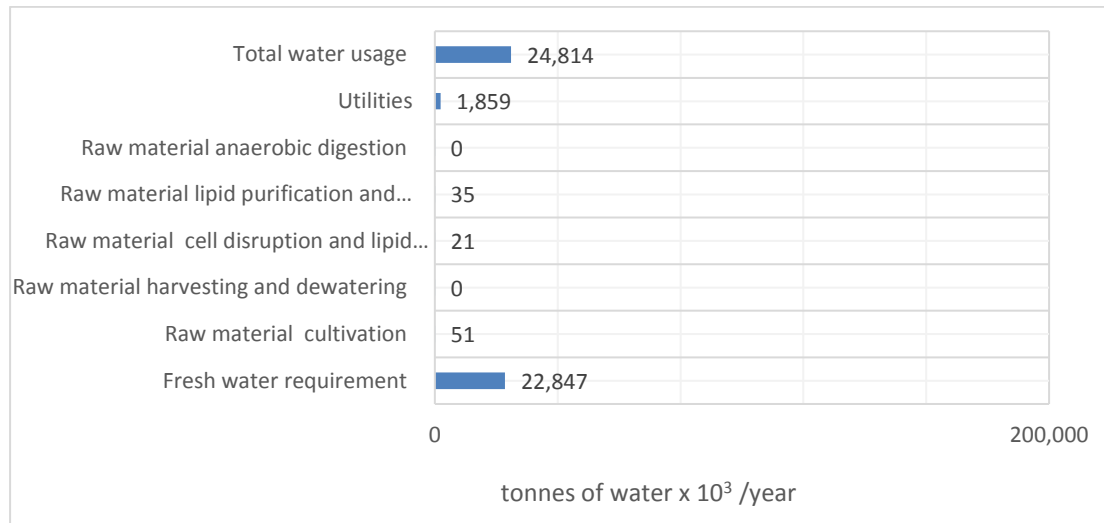 Total water usage 24,814
Utilities 1,859
Raw material anaerobic digestion 0
Raw material lipid purification and... 35
Raw material cell disruption and lipid... 21
Raw material harvesting and dewatering 0
Raw material cultivation 51
Fresh water requirement 22,847
0 200,000
tonnes of water x 10³ /year